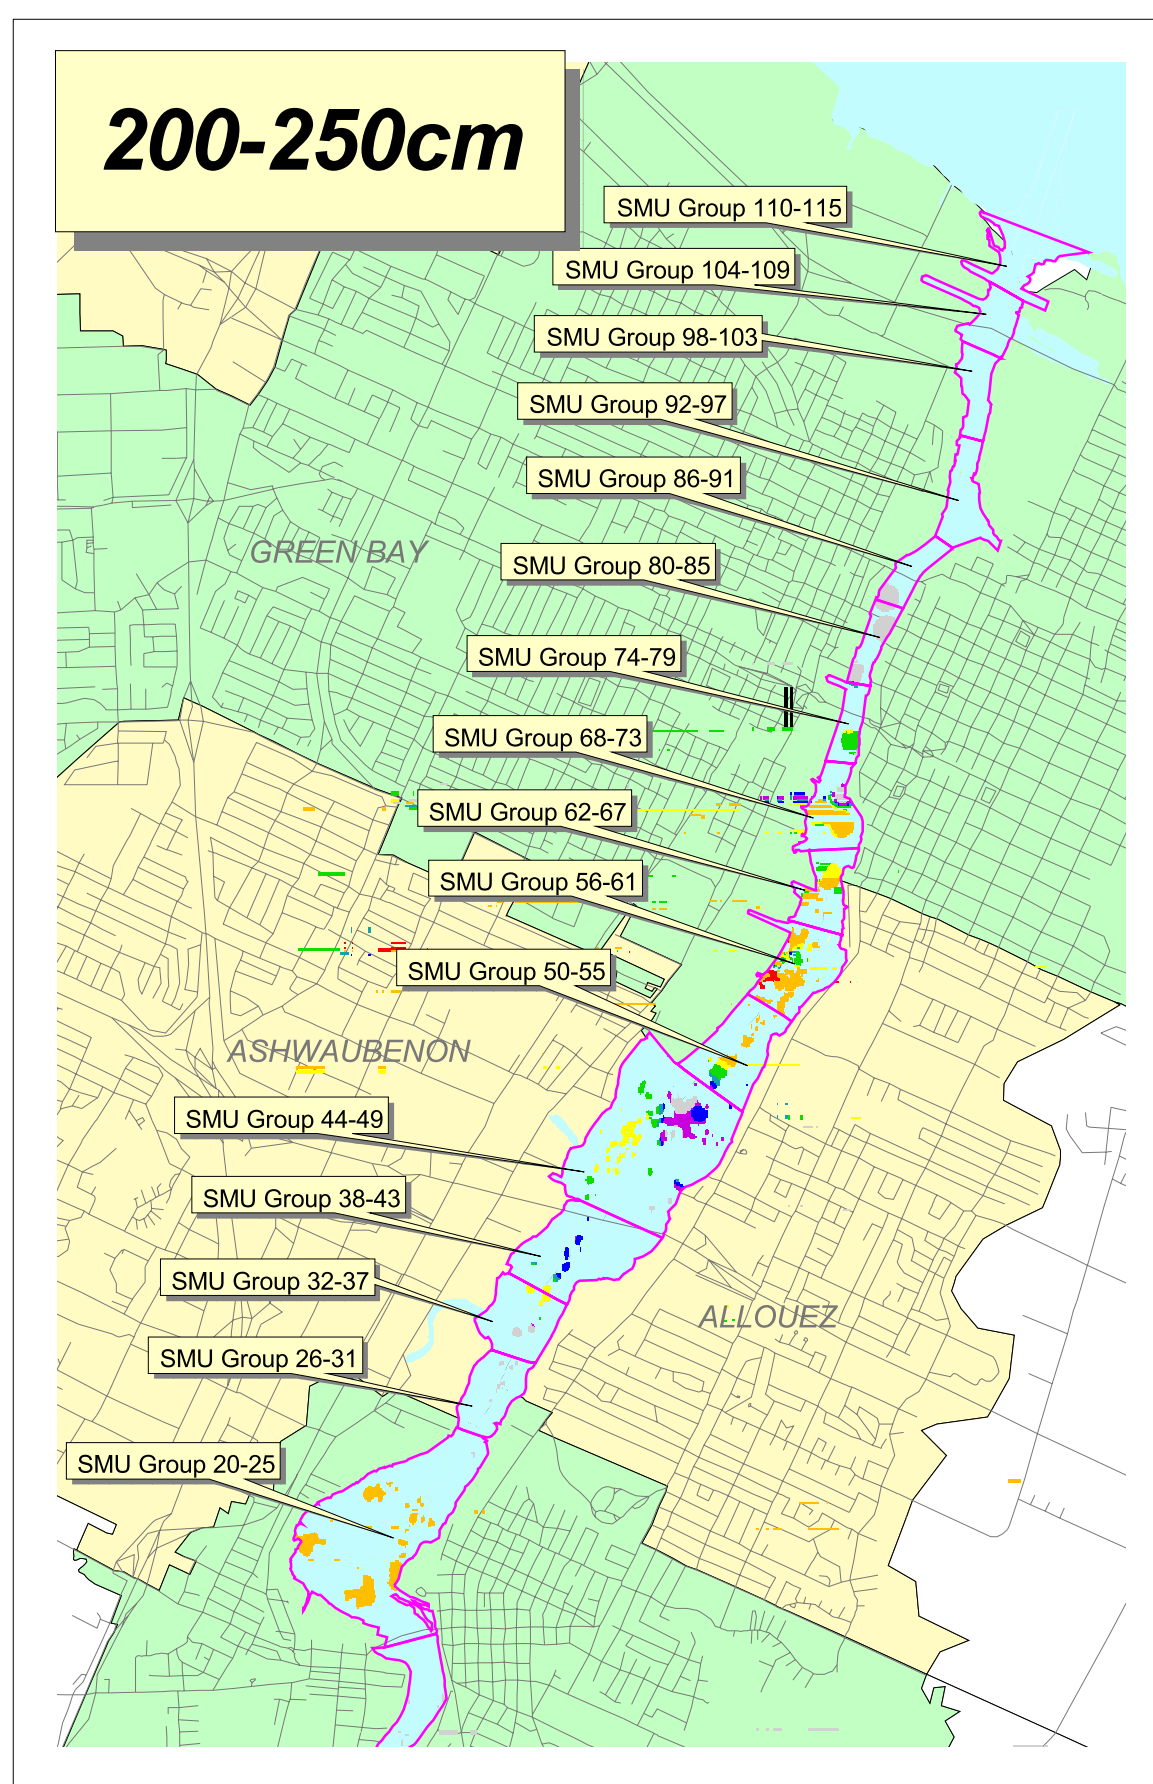 200-250cm
SMU Group 110-115
SMU Group 104-109
SMU Group 98-103
SMU Group 92-97
SMU Group 86-91
GREEN BAY
SMU Group 80-85
SMU Group 74-79
SMU Group 68-73
SMU Group 62-67
SMU Group 56-61
SMU Group 50-55
ASHWAUBENON
SMU Group 44-49
SMU Group 38-43
SMU Group 32-37
ALLOUEZ
SMU Group 26-31
SMU Group 20-25